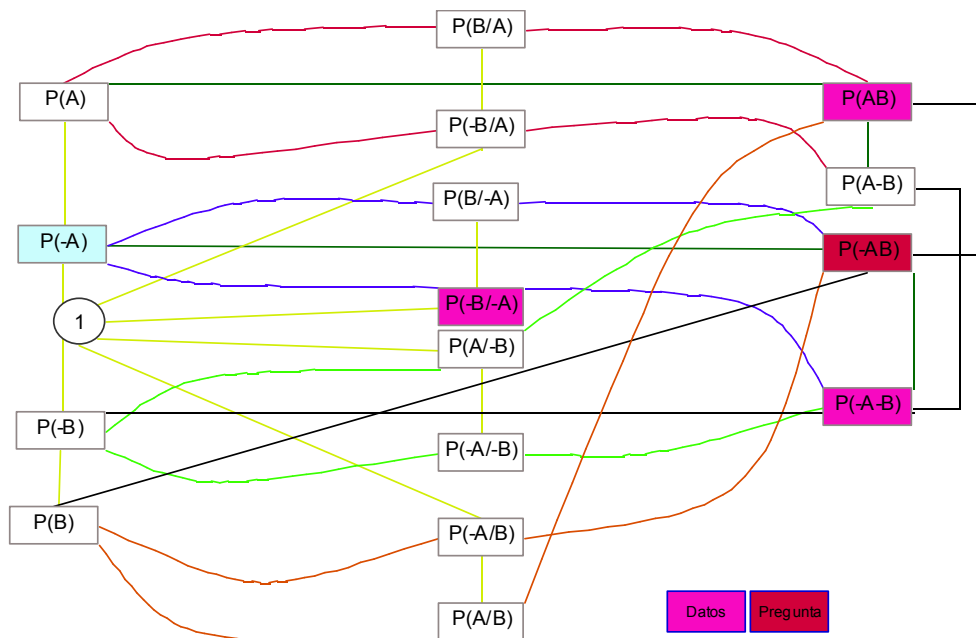 P(B/A)
P(A)
P(AB)
P(-B/A)
P(A-B)
P(B/-A)
P(-A)
P(-AB)
P(-B/-A)
1
P(A/-B)
P(-A-B)
P(-B)
P(-A/-B)
P(B)
P(-A/B)
P(A/B)
Datos
Pregunta